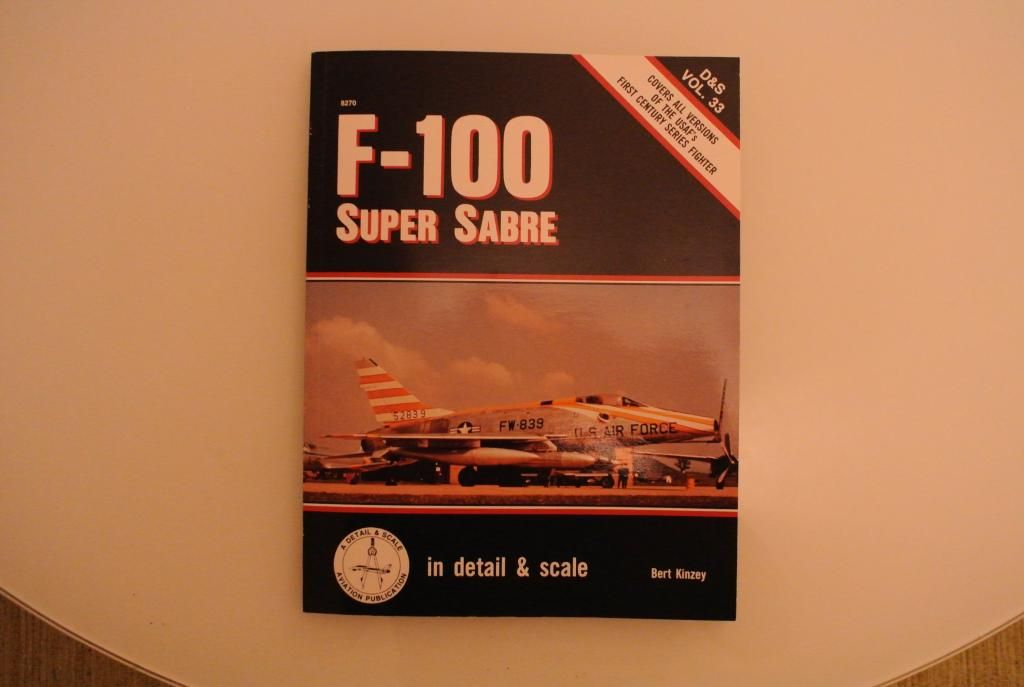 8270
F-100
SUPER SABRE
D&S
VOL. 33
COVERS ALL VERSIONS
OF THE USAF'S
FIRST CENTURY SERIES FIGHTER
52839
FW-839
U.S. AIR FORCE
A DETAIL & SCALE
AVIATION PUBLICATION
in detail & scale
Bert Kinzey